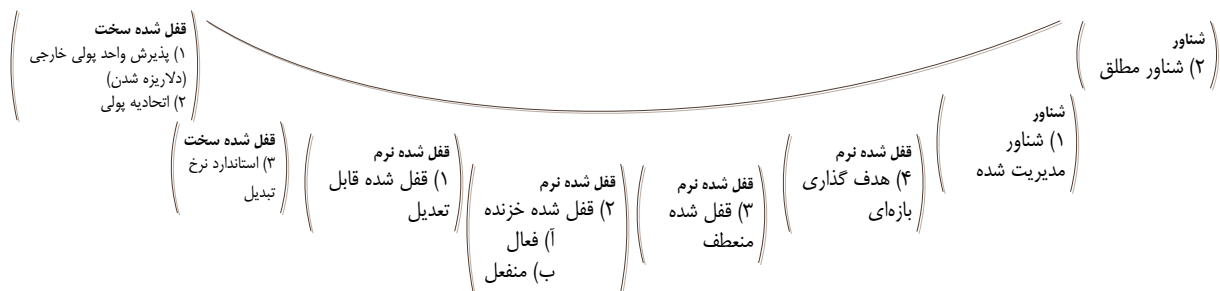 شناور
۲) شناور مطلق
شناور
۱) شناور
مدیریت شده
قفل شده نرم
۴) هدف گذاری
بازه‌ای
قفل شده نرم
۳) قفل شده
منعطف
قفل شده نرم
۲) قفل شده خزنده
آ) فعال
ب) منفعل
قفل شده نرم
۱) قفل شده قابل
تعدیل
قفل شده سخت
۳) استاندارد نرخ
تبدیل
قفل شده سخت
۱) پذیرش واحد پولی خارجی
(دلاریزه شدن)
۲) اتحادیه پولی